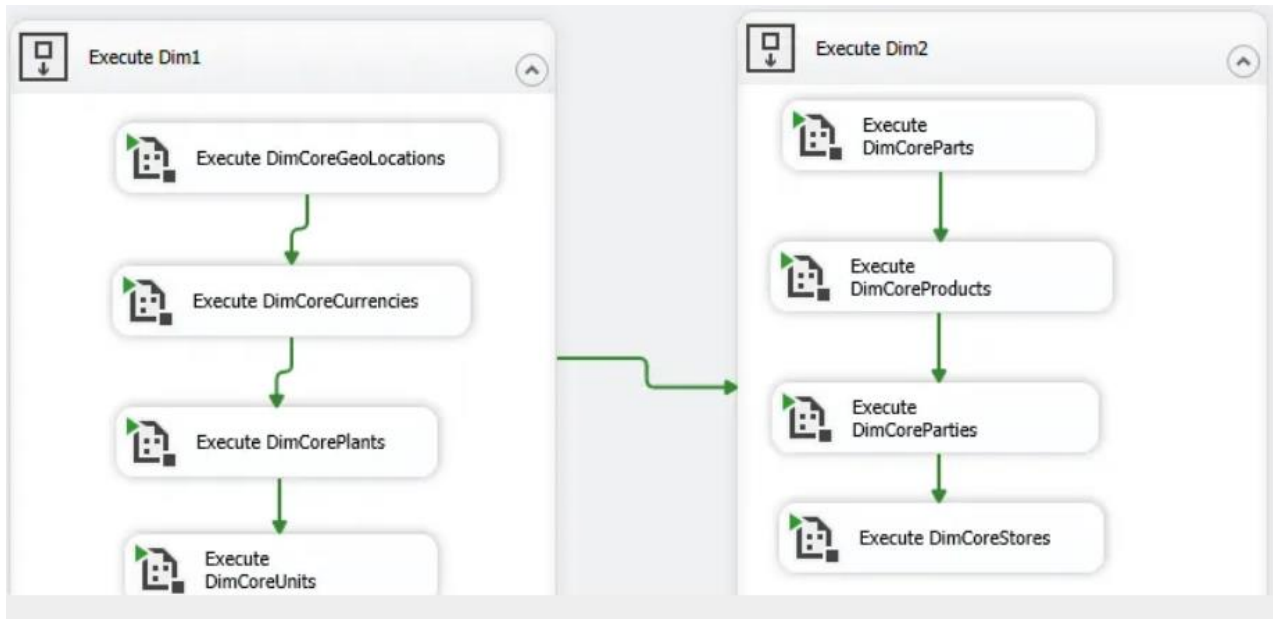 Execute Dim1
Execute DimCoreGeoLocations
Execute DimCoreCurrencies
Execute DimCorePlants
Execute
DimCoreUnits
Execute Dim2
Execute
DimCoreParts
Execute
DimCoreProducts
Execute
DimCoreParties
Execute DimCoreStores